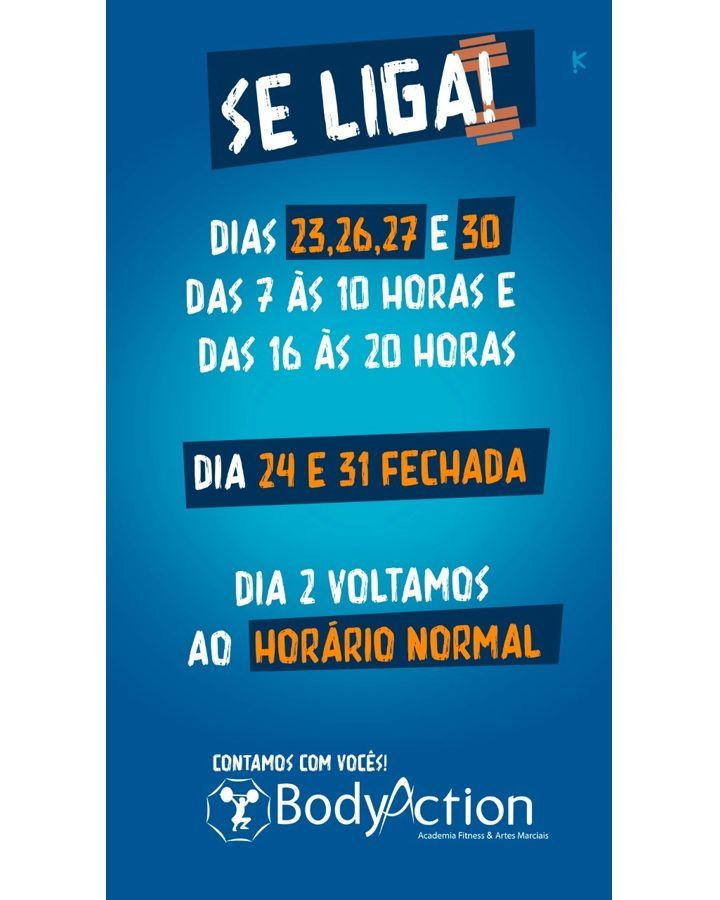 SE LIGA!
DIAS 23,26,27 E 30
DAS 7 ÀS 10 HORAS E
DAS 16 ÀS 20 HORAS
DIA 24 E 31 FECHADA
DIA 2 VOLTAMOS
AO HORÁRIO NORMAL
CONTAMOS COM VOCÊS!
BodyAction
Academia Fitness & Artes Marciais